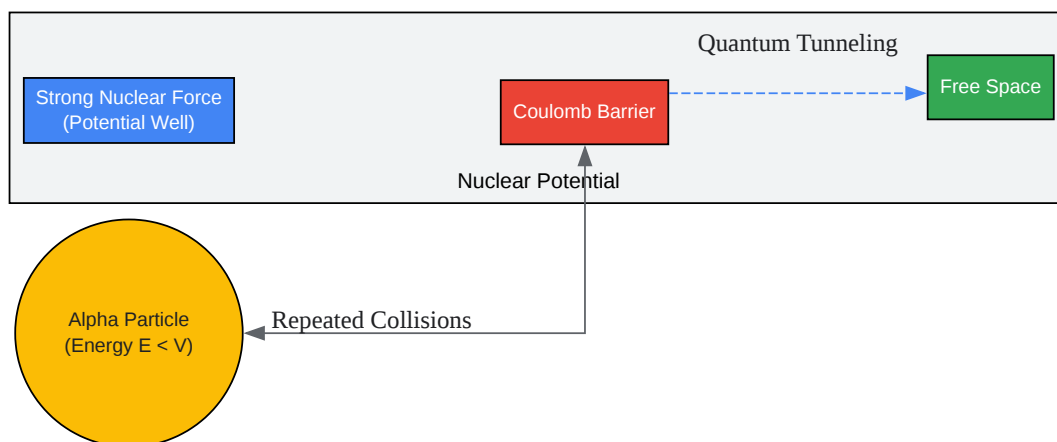 Quantum Tunneling
Strong Nuclear Force
(Potential Well)
Coulomb Barrier
Free Space
Nuclear Potential
Alpha Particle
(Energy E < V)
Repeated Collisions